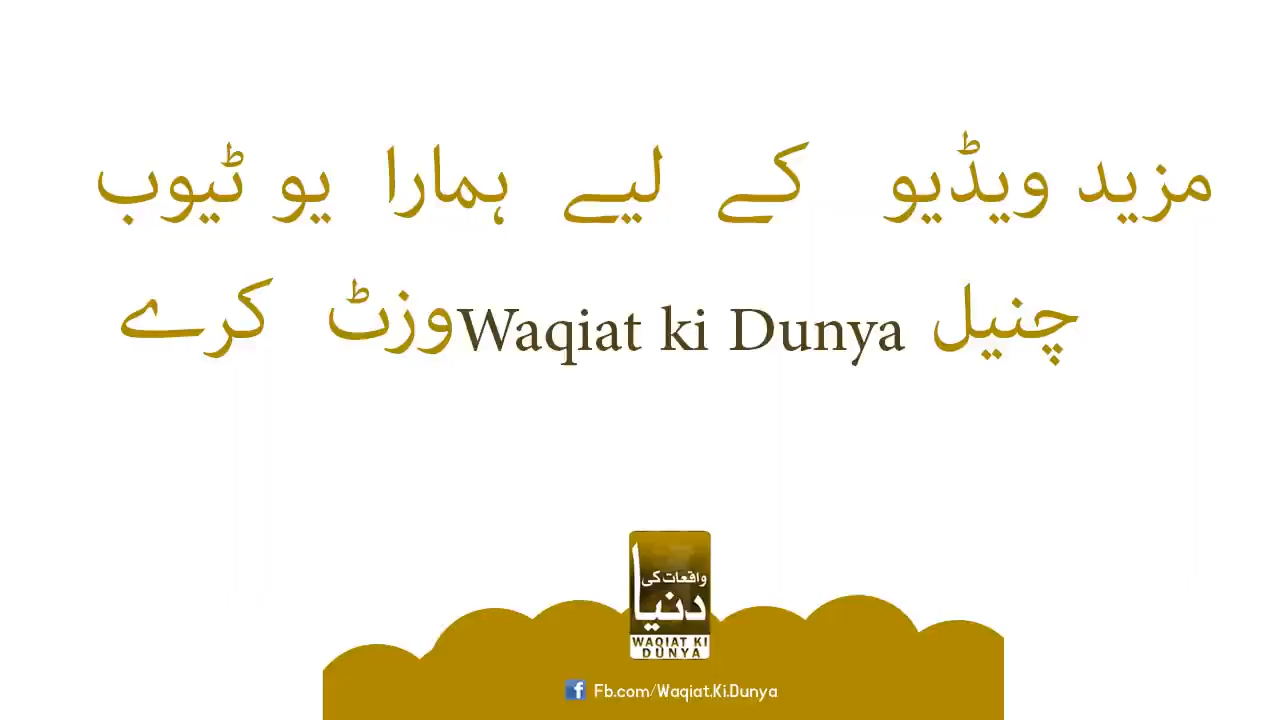 مزید ویڈیو کے لیے ہمارا یو ٹیوب
چنیل Waqiat ki Dunya وزٹ کرے
واقعات کی
دنیا
WAQIAT KI
DUNYA
Fb.com/Waqiat.Ki.Dunya